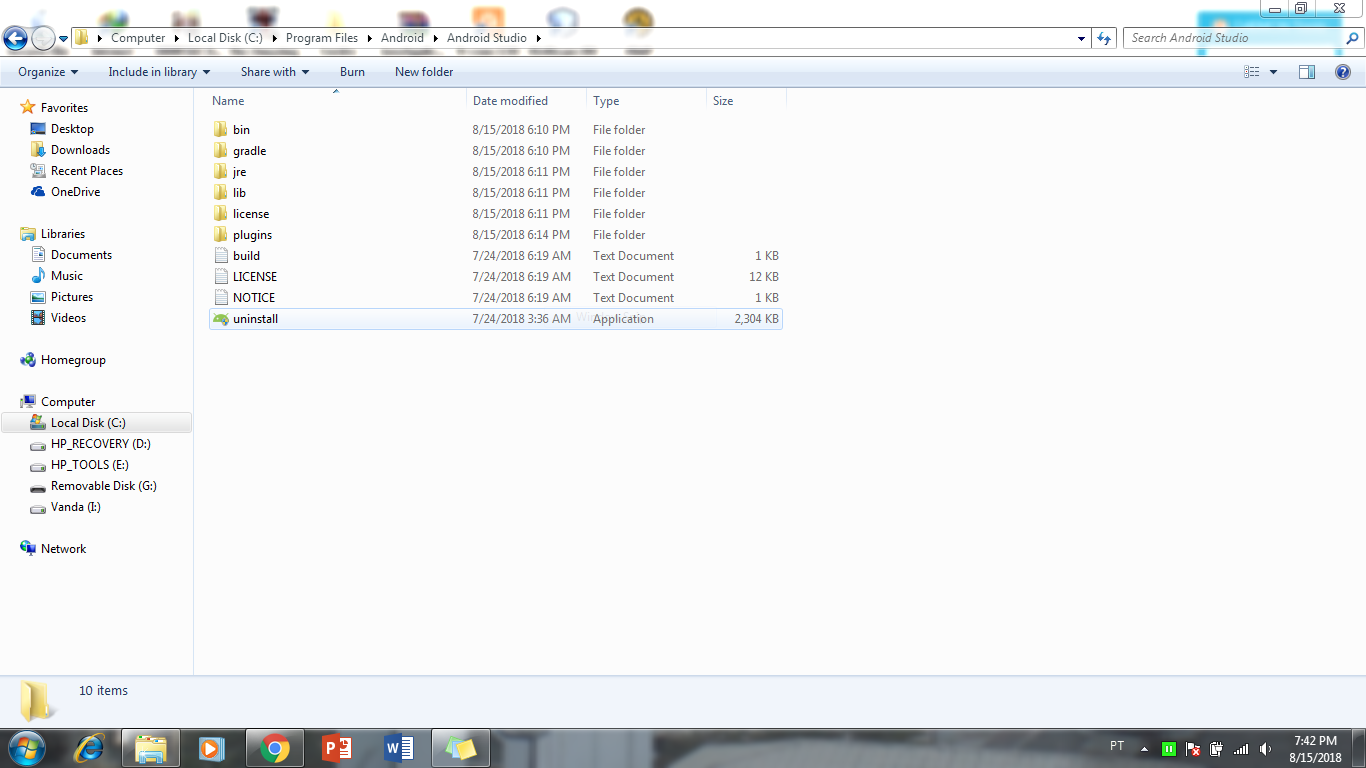 Computer Local Disk (C:) Program Files Android Android Studio Search Android Studio
Organize Include in library Share with Burn New folder
Name Date modified Type Size
Favorites
Desktop
Downloads
Recent Places
OneDrive
Libraries
Documents
Music
Pictures
Videos
Homegroup
Computer
Local Disk (C:)
HP_RECOVERY (D:)
HP_TOOLS (E:)
Removable Disk (G:)
Vanda (I:)
Network
bin 8/15/2018 6:10 PM File folder
gradle 8/15/2018 6:10 PM File folder
jre 8/15/2018 6:11 PM File folder
lib 8/15/2018 6:11 PM File folder
license 8/15/2018 6:11 PM File folder
plugins 8/15/2018 6:14 PM File folder
build 7/24/2018 6:19 AM Text Document 1 KB
LICENSE 7/24/2018 6:19 AM Text Document 12 KB
NOTICE 7/24/2018 6:19 AM Text Document 1 KB
uninstall 7/24/2018 3:36 AM Application 2,304 KB
10 items
PT 7:42 PM
8/15/2018